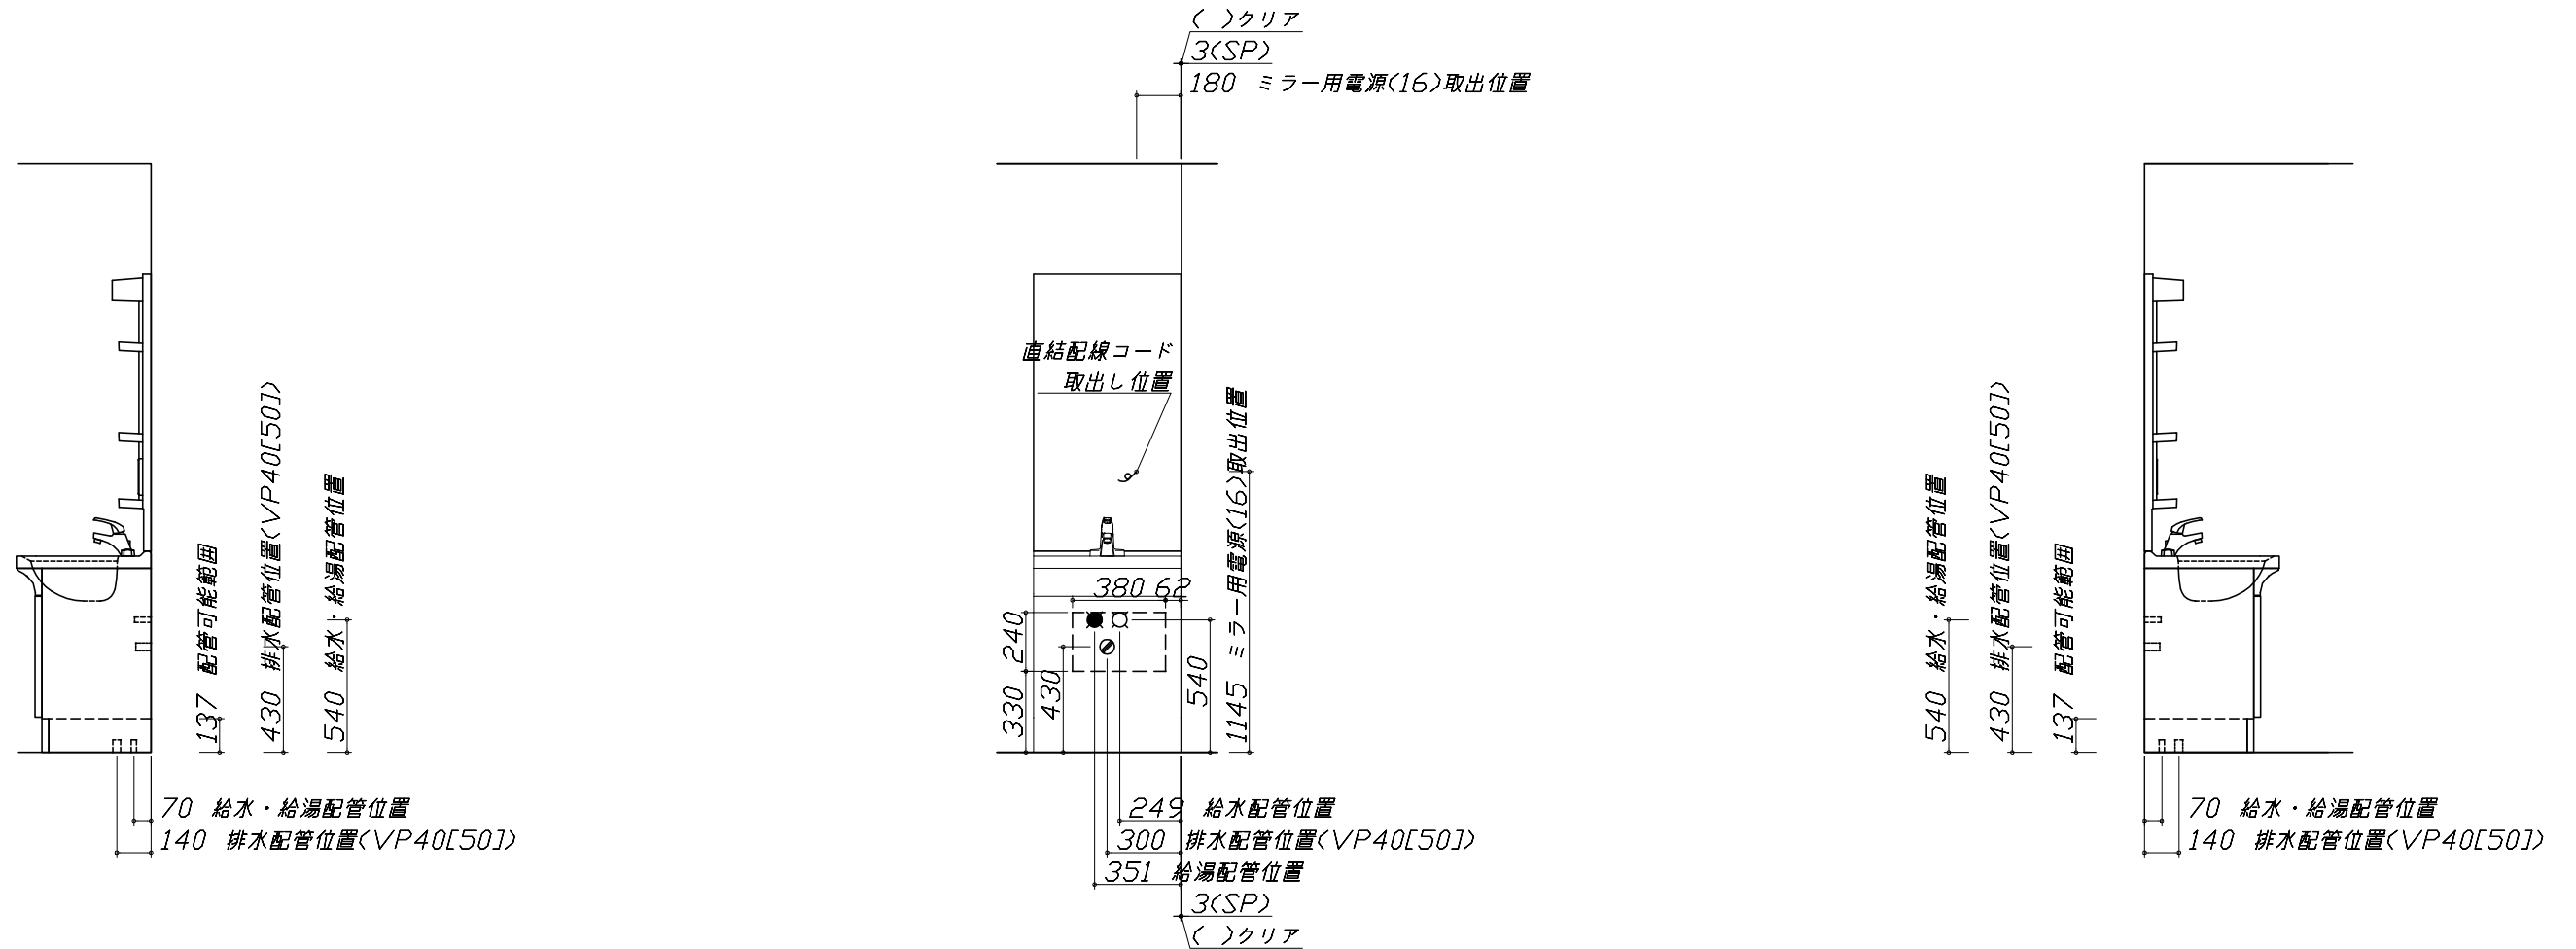 ( )クリア
3(SP)
180 ミラー用電源(16)取出位置
直結配線コード
取出し位置
1145 ミラー用電源(16)取出位置
380 62
240
330
430
540
249 給水配管位置
300 排水配管位置(VP40[50])
351 給湯配管位置
3(SP)
( )クリア
137 配管可能範囲
430 排水配管位置(VP40[50])
540 給水・給湯配管位置
70 給水・給湯配管位置
140 排水配管位置(VP40[50])
540 給水・給湯配管位置
430 排水配管位置(VP40[50])
137 配管可能範囲
70 給水・給湯配管位置
140 排水配管位置(VP40[50])